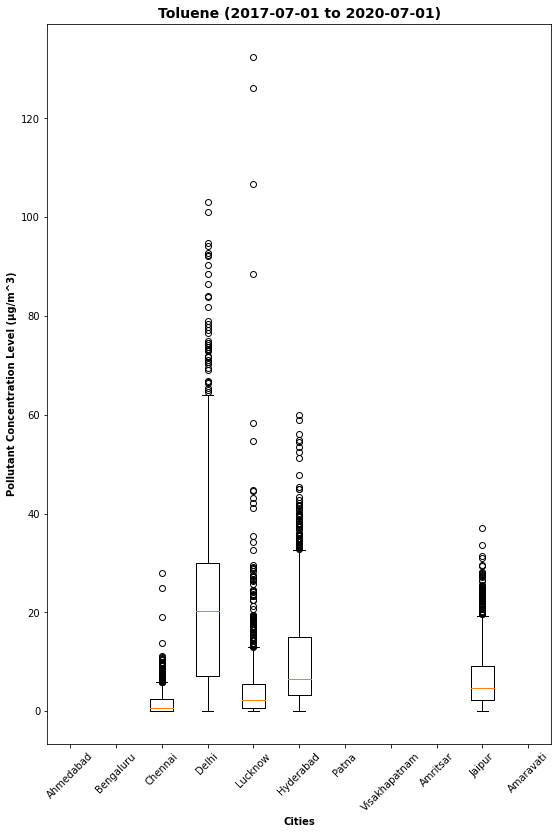 Toluene (2017-07-01 to 2020-07-01)
Pollutant Concentration Level (µg/m^3)
120
100
80
60
40
20
0
Ahmedabad
Bengaluru
Chennai
Delhi
Lucknow
Hyderabad
Patna
Visakhapatnam
Amritsar
Jaipur
Amaravati
Cities